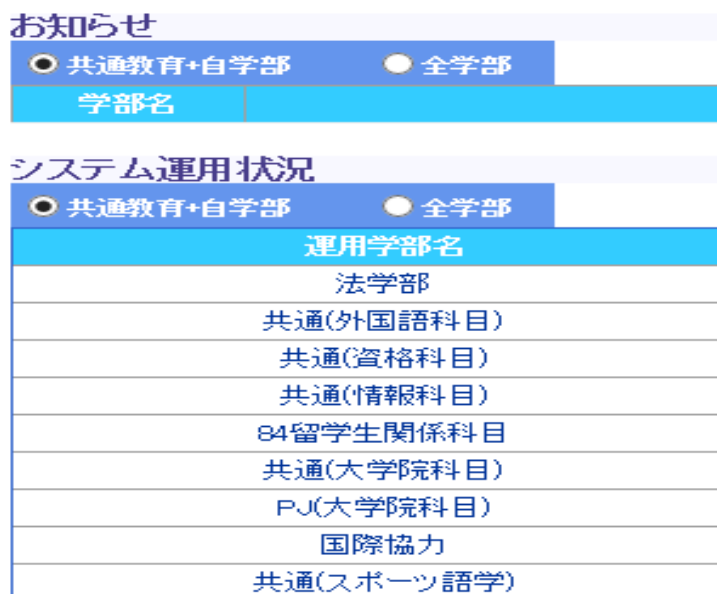 お知らせ
共通教育+自学部 全学部
学部名
システム運用状況
共通教育+自学部 全学部
運用学部名
法学部
共通(外国語科目)
共通(資格科目)
共通(情報科目)
84留学生関係科目
共通(大学院科目)
PJ(大学院科目)
国際協力
共通(スポーツ語学)